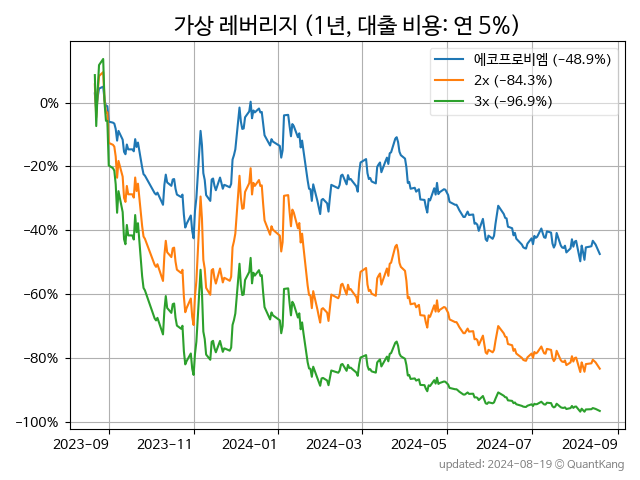 가상 레버리지 (1년, 대출 비용: 연 5%)
에코프로비엠 (−48.9%)
2x (−84.3%)
3x (−96.9%)
0%
−20%
−40%
−60%
−80%
−100%
2023-09 2023-11 2024-01 2024-03 2024-05 2024-07 2024-09
updated: 2024-08-19 © QuantKang